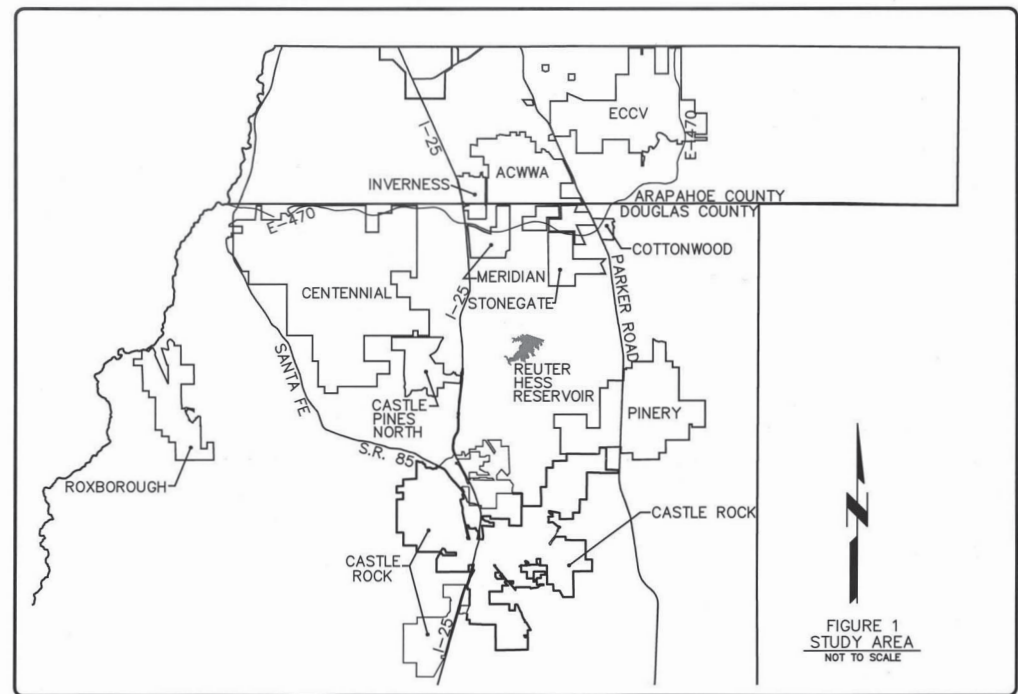 ECCV
I-25
E-470
ACWWA
INVERNESS
ARAPAHOE COUNTY
DOUGLAS COUNTY
E-470
COTTONWOOD
MERIDIAN
CENTENNIAL
STONEGATE
I-25
PARKER ROAD
SANTA FE
REUTER
HESS
RESERVOIR
CASTLE
PINES
NORTH
PINERY
S.R. 85
ROXBOROUGH
CASTLE ROCK
CASTLE
ROCK
I-25
FIGURE 1
STUDY AREA
NOT TO SCALE